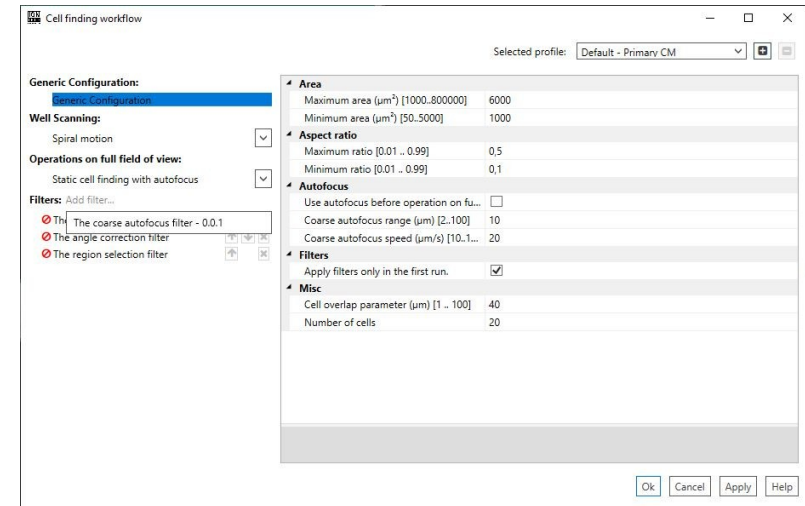 Cell finding workflow
Selected profile: Default - Primary CM
Generic Configuration:
Generic Configuration
Well Scanning:
Spiral motion
Operations on full field of view:
Static cell finding with autofocus
Filters: Add filter...
The coarse autofocus filter - 0.0.1
The angle correction filter
The region selection filter
Area
Maximum area (µm²) [1000..800000] 6000
Minimum area (µm²) [50..5000] 1000
Aspect ratio
Maximum ratio [0.01 .. 0.99] 0,5
Minimum ratio [0.01 .. 0.99] 0,1
Autofocus
Use autofocus before operation on fu...
Coarse autofocus range (µm) [2..100] 10
Coarse autofocus speed (µm/s) [10..1... 20
Filters
Apply filters only in the first run.
Misc
Cell overlap parameter (µm) [1 .. 100] 40
Number of cells 20
Ok Cancel Apply Help